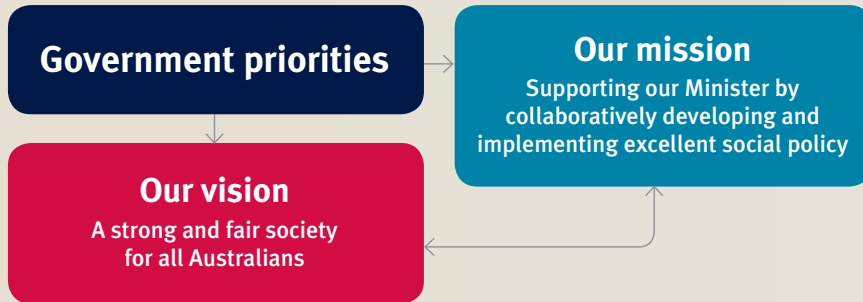 Government priorities
Our mission
Supporting our Minister by
collaboratively developing and
implementing excellent social policy
Our vision
A strong and fair society
for all Australians